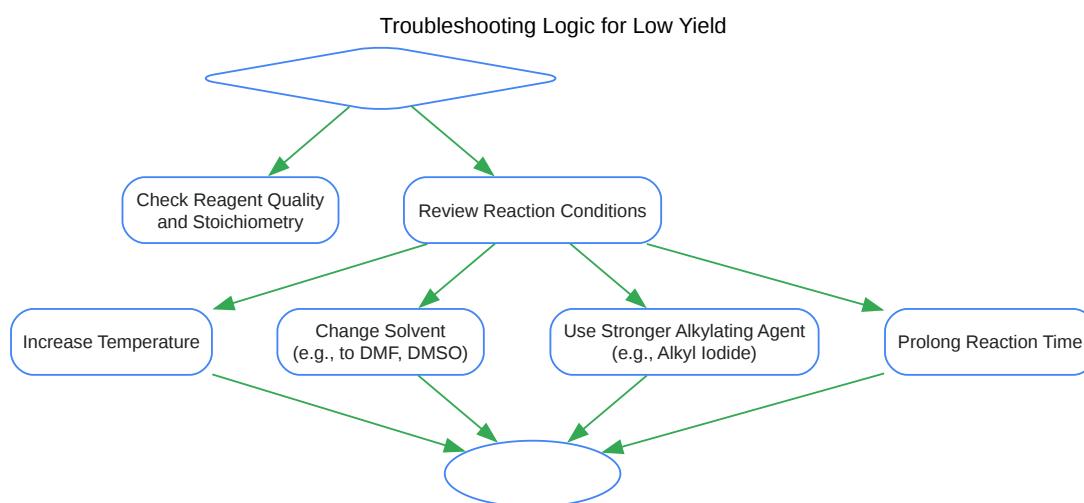 Troubleshooting Logic for Low Yield
Check Reagent Quality
and Stoichiometry
Review Reaction Conditions
Increase Temperature
Change Solvent
(e.g., to DMF, DMSO)
Use Stronger Alkylating Agent
(e.g., Alkyl Iodide)
Prolong Reaction Time